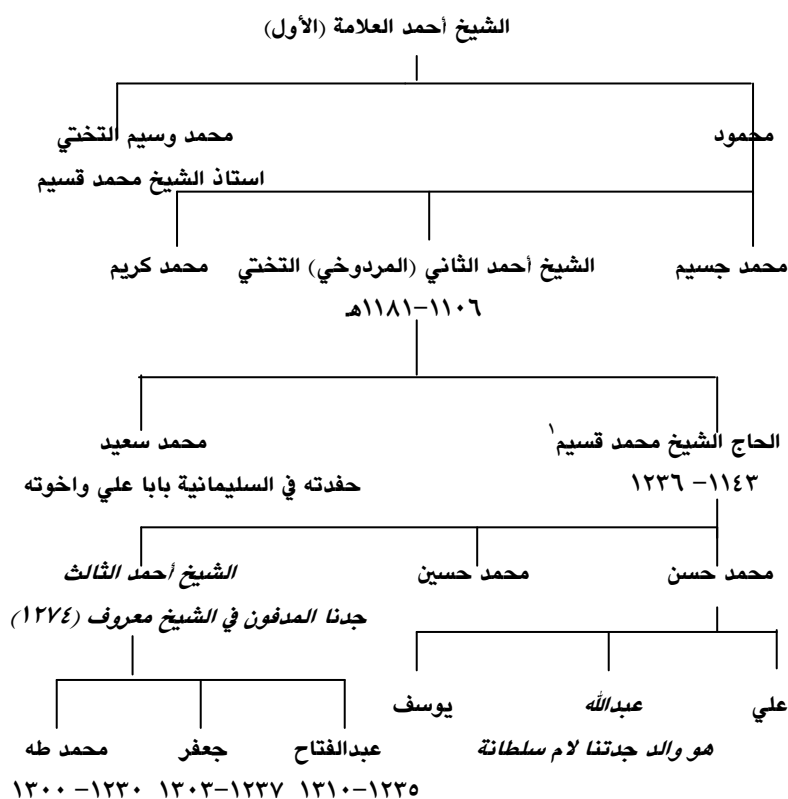 الشيخ أحمد العلامة (الأول)
محمود محمد وسيم التختي
استاذ الشيخ محمد قسيم
محمد جسيم الشيخ أحمد الثاني (المردوخي) التختي محمد كريم
١١٠٦–١١٨١هـ
الحاج الشيخ محمد قسيم١ محمد سعيد
١١٤٣– ١٢٣٦ حفدته في السليمانية بابا علي واخوته
محمد حسن محمد حسين الشيخ أحمد الثالث
جدنا المدفون في الشيخ معروف (١٢٧٤)
علي عبدالله يوسف
هو والد جدتنا لام سلطانة
عبدالفتاح جعفر محمد طه
١٢٣٥–١٣١٠ ١٢٣٧–١٣٠٣ ١٢٣٠– ١٣٠٠